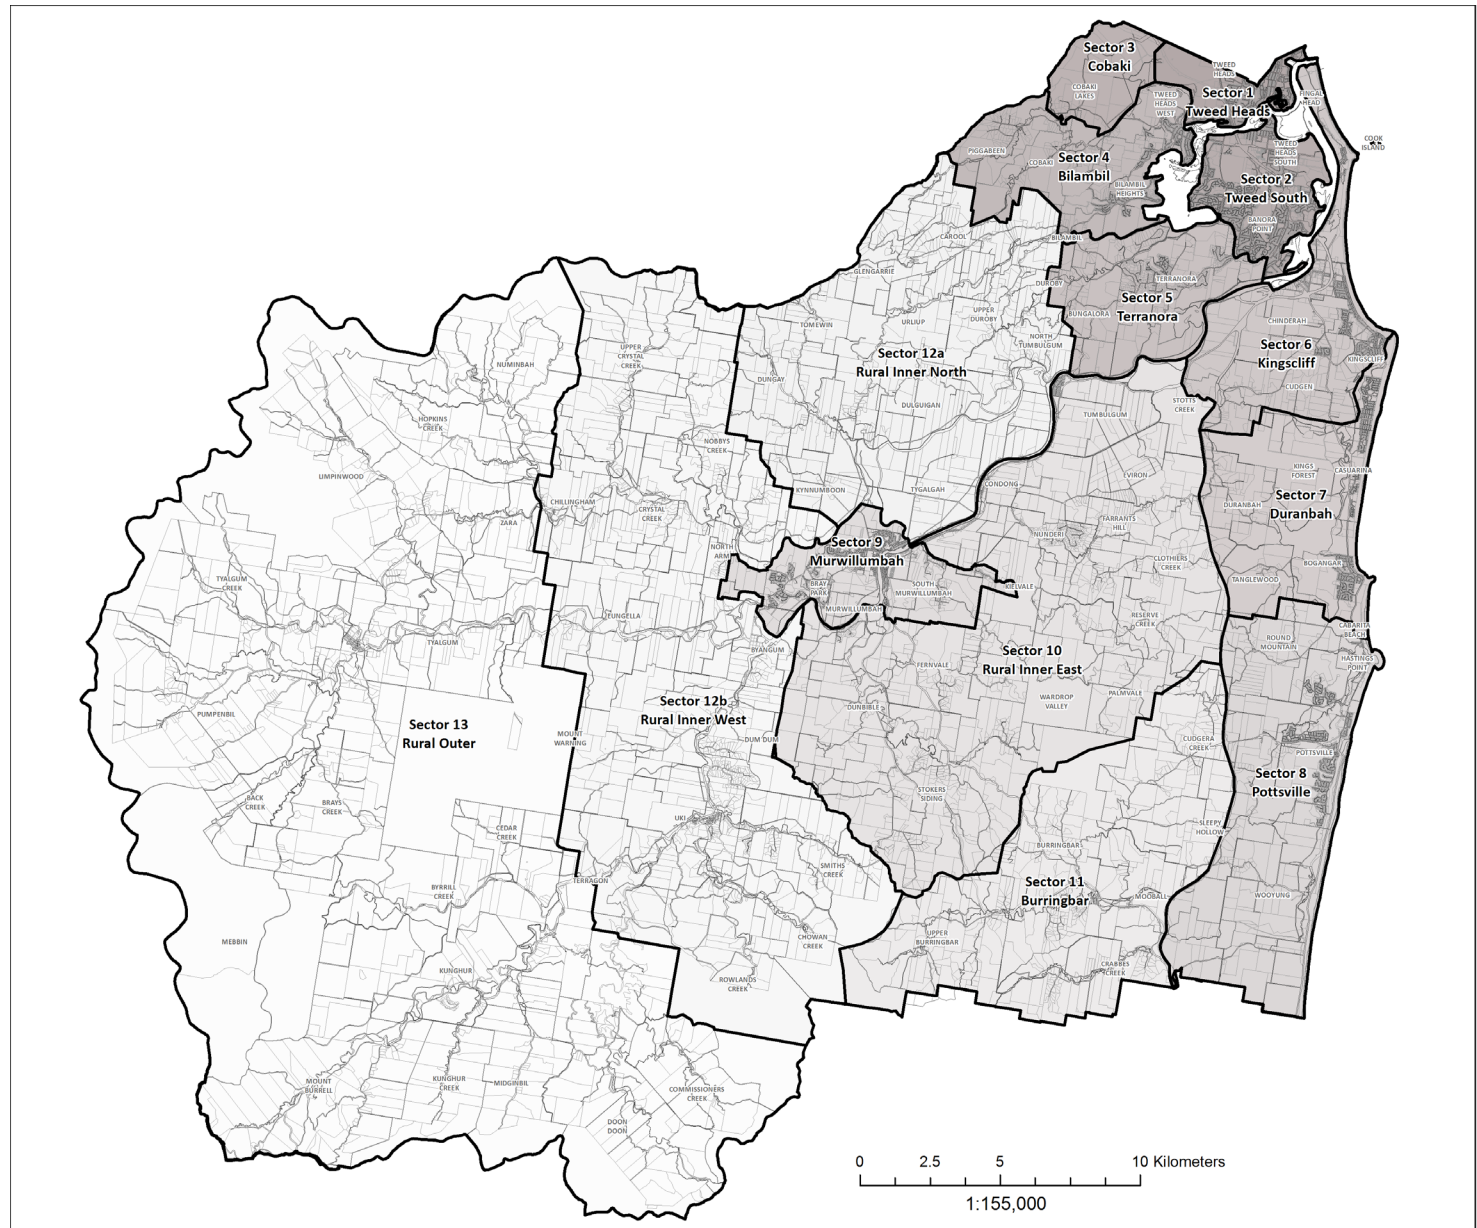 Sector 3
Cobaki
COBAKI
LAKES
TWEED
HEADS
Sector 1
Tweed Heads
TWEED
HEADS
WEST
FINGAL
HEAD
COOK
ISLAND
PIGGABEEN
COBAKI
Sector 4
Bilambil
BILAMBIL
HEIGHTS
TWEED
HEADS
SOUTH
Sector 2
Tweed South
BANORA
POINT
CAROOL
BILAMBIL
GLENGARRIE
DUROBY
TERRANORA
Sector 5
Terranora
BUNGALORA
TOMEWIN
URLIUP
UPPER
DUROBY
NORTH
TUMBULGUM
CHINDERAH
Sector 6
Kingscliff
KINGSCLIFF
CUDGEN
UPPER
CRYSTAL
CREEK
NUMINBAH
Sector 12a
Rural Inner North
DUNGAY
DULGUIGAN
TUMBULGUM
STOTTS
CREEK
HOPKINS
CREEK
NOBBYS
CREEK
LIMPINWOOD
KYNNUMBOON
TYGALGAH
CONDONG
EVIRON
KINGS
FOREST
CASUARINA
Sector 7
Duranbah
DURANBAH
CHILLINGHAM
CRYSTAL
CREEK
ZARA
FARRANTS
HILL
NUNDERI
NORTH
ARM
Sector 9
Murwillumbah
CLOTHIERS
CREEK
BOGANGAR
TANGLEWOOD
TYALGUM
CREEK
BRAY
PARK
SOUTH
MURWILLUMBAH
KIELVALE
MURWILLUMBAH
EUNGELLA
RESERVE
CREEK
CABARITA
BEACH
ROUND
MOUNTAIN
HASTINGS
POINT
TYALGUM
BYANGUM
Sector 10
Rural Inner East
FERNVALE
WARDROP
VALLEY
PALMVALE
PUMPENBIL
Sector 13
Rural Outer
Sector 12b
Rural Inner West
DUNBIBLE
MOUNT
WARNING
DUM DUM
CUDGERA
CREEK
POTTSVILLE
Sector 8
Pottsville
BACK
CREEK
BRAYS
CREEK
STOKERS
SIDING
UKI
CEDAR
CREEK
SLEEPY
HOLLOW
BURRINGBAR
SMITHS
CREEK
TERRAGON
BYRRILL
CREEK
Sector 11
Burringbar
MOOBALL
WOOYUNG
MEBBIN
CHOWAN
CREEK
UPPER
BURRINGBAR
CRABBES
CREEK
KUNGHUR
ROWLANDS
CREEK
MOUNT
BURRELL
KUNGHUR
CREEK
MIDGINBIL
COMMISSIONERS
CREEK
DOON
DOON
0 2.5 5 10 Kilometers
1:155,000